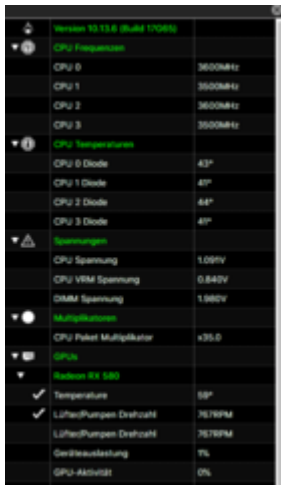 Version 10.13.6 (Build 17G65)
CPU Frequenzen
CPU 0 3600MHz
CPU 1 3500MHz
CPU 2 3600MHz
CPU 3 3500MHz
CPU Temperaturen
CPU 0 Diode 43°
CPU 1 Diode 41°
CPU 2 Diode 44°
CPU 3 Diode 41°
Spannungen
CPU Spannung 1.091V
CPU VRM Spannung 0.840V
DIMM Spannung 1.980V
Multiplikatoren
CPU Paket Multiplikator x35.0
GPUs
Radeon RX 580
Temperature 59°
Lüfter/Pumpen Drehzahl 767RPM
Lüfter/Pumpen Drehzahl 767RPM
Geräteauslastung 1%
GPU-Aktivität 0%